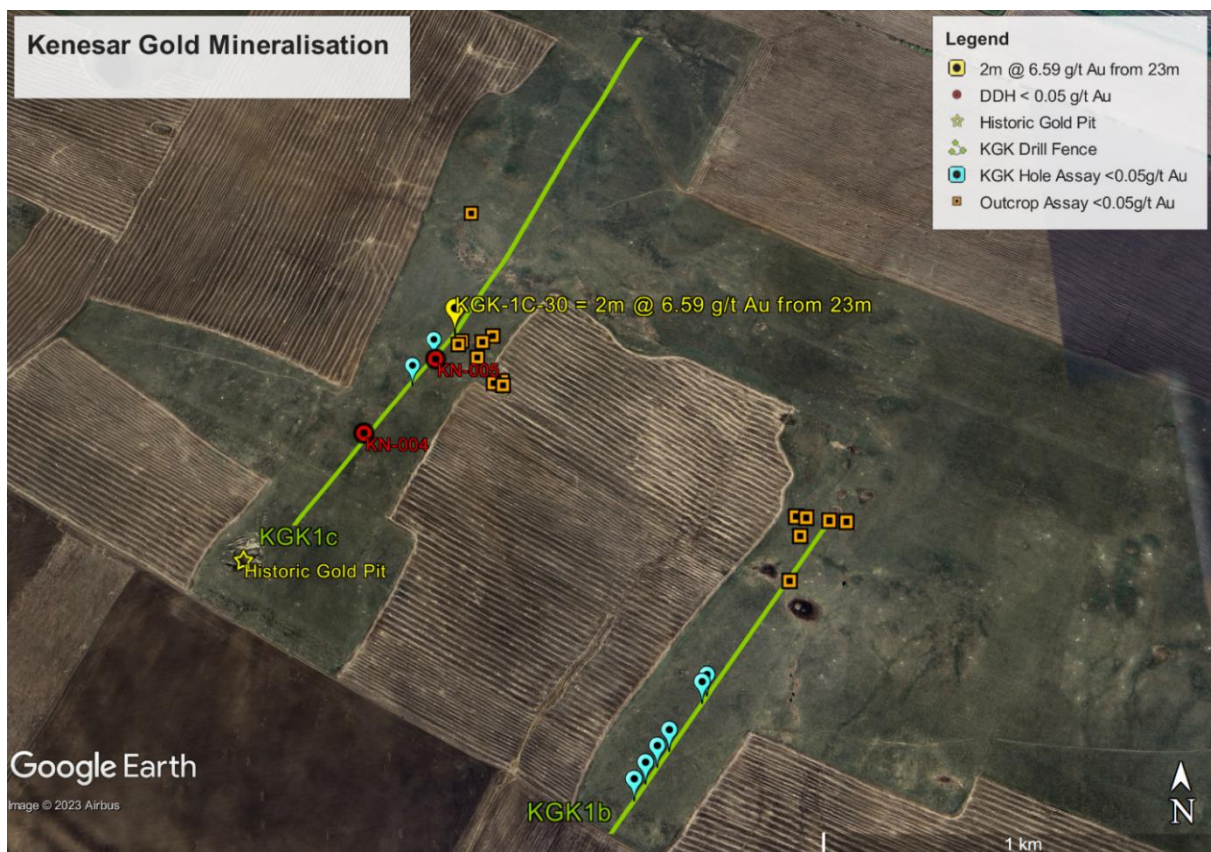 Kenesar Gold Mineralisation
Legend
2m @ 6.59 g/t Au from 23m
DDH < 0.05 g/t Au
Historic Gold Pit
KGK Drill Fence
KGK Hole Assay <0.05g/t Au
Outcrop Assay <0.05g/t Au
KGK-1C-30 = 2m @ 6.59 g/t Au from 23m
KN-005
KN-004
KGK1c
Historic Gold Pit
KGK1b
Google Earth
Image © 2023 Airbus
N
1 km